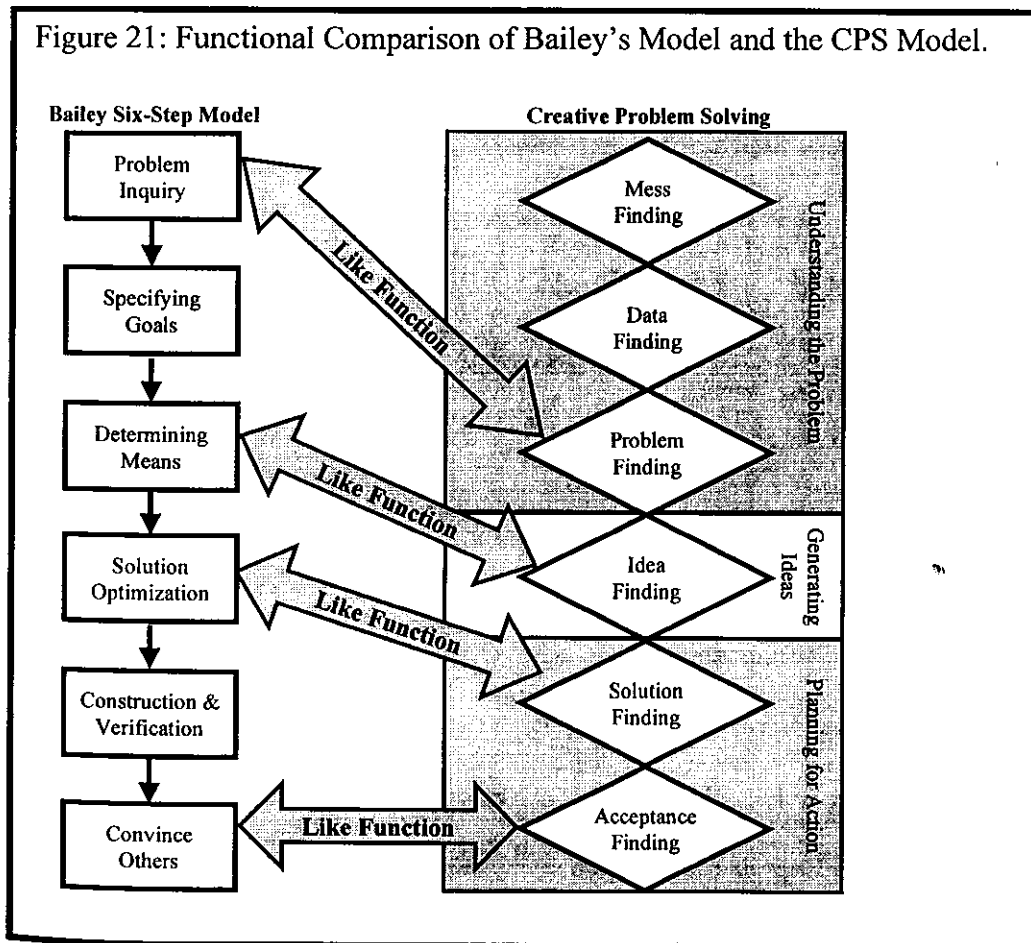 Figure 21: Functional Comparison of Bailey's Model and the CPS Model.
Bailey Six-Step Model
Problem
Inquiry
Specifying
Goals
Determining
Means
Solution
Optimization
Construction &
Verification
Convince
Others
Like Function
Like Function
Like Function
Like Function
Creative Problem Solving
Mess
Finding
Data
Finding
Problem
Finding
Idea
Finding
Solution
Finding
Acceptance
Finding
Understanding the Problem
Generating
Ideas
Planning for Action